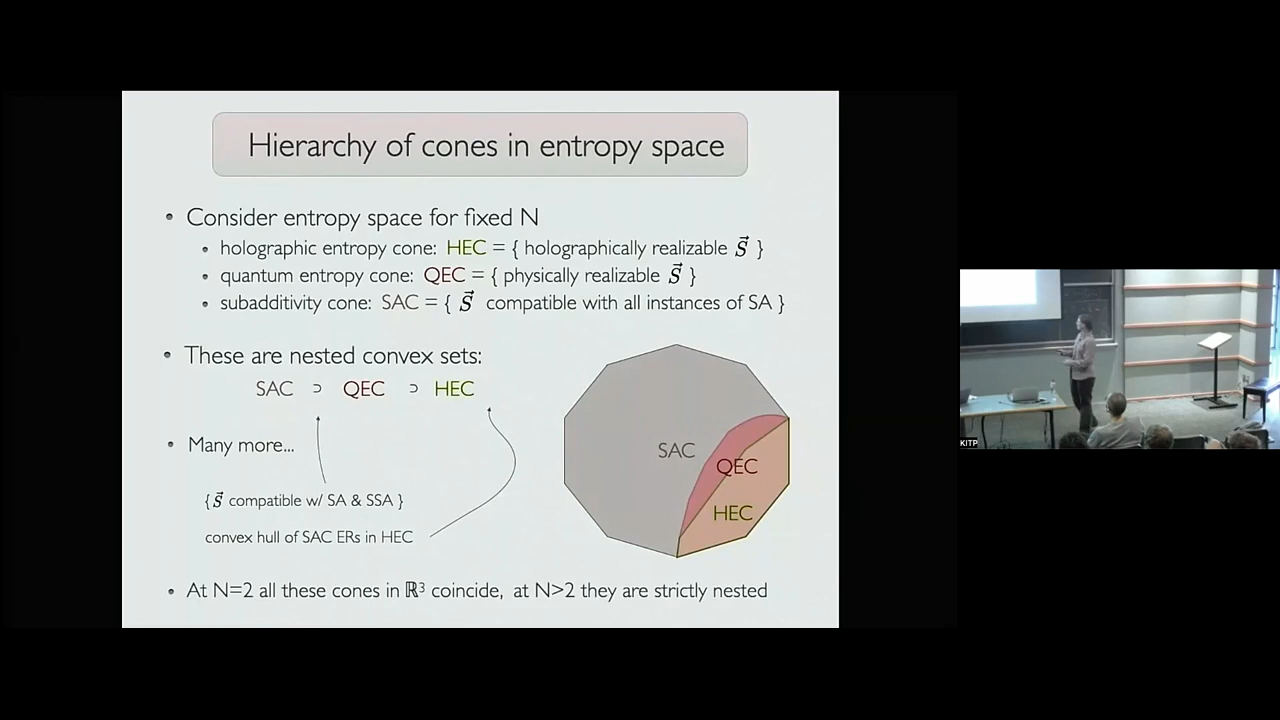 Hierarchy of cones in entropy space
• Consider entropy space for fixed N
• holographic entropy cone: HEC = { holographically realizable S⃗ }
• quantum entropy cone: QEC = { physically realizable S⃗ }
• subadditivity cone: SAC = { S⃗ compatible with all instances of SA }
• These are nested convex sets:
SAC ⊃ QEC ⊃ HEC
• Many more...
{ S⃗ compatible w/ SA & SSA }
convex hull of SAC ERs in HEC
SAC
QEC
HEC
• At N=2 all these cones in ℝ³ coincide, at N>2 they are strictly nested
KITP